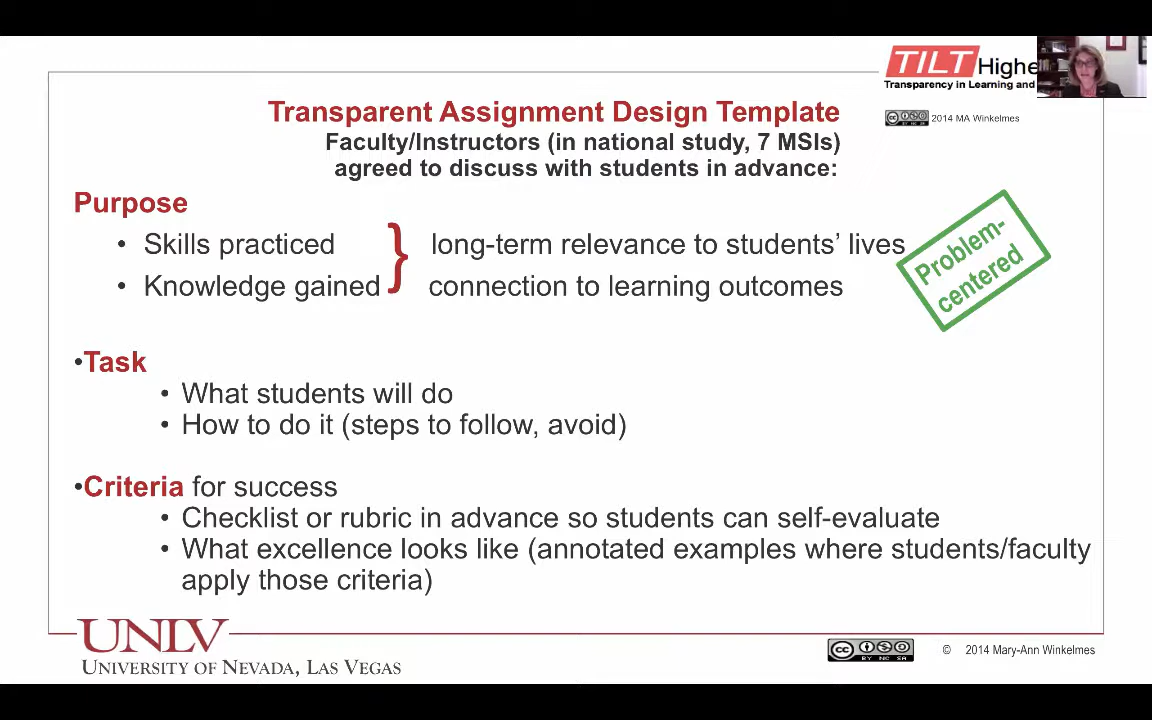 TILT Highe
Transparency in Learning and
2014 MA Winkelmes
Transparent Assignment Design Template
Faculty/Instructors (in national study, 7 MSIs)
agreed to discuss with students in advance:
Purpose
• Skills practiced } long-term relevance to students’ lives
• Knowledge gained connection to learning outcomes
Problem-
centered
•Task
• What students will do
• How to do it (steps to follow, avoid)
•Criteria for success
• Checklist or rubric in advance so students can self-evaluate
• What excellence looks like (annotated examples where students/faculty
apply those criteria)
UNLV
UNIVERSITY OF NEVADA, LAS VEGAS
cc BY NC SA
© 2014 Mary-Ann Winkelmes